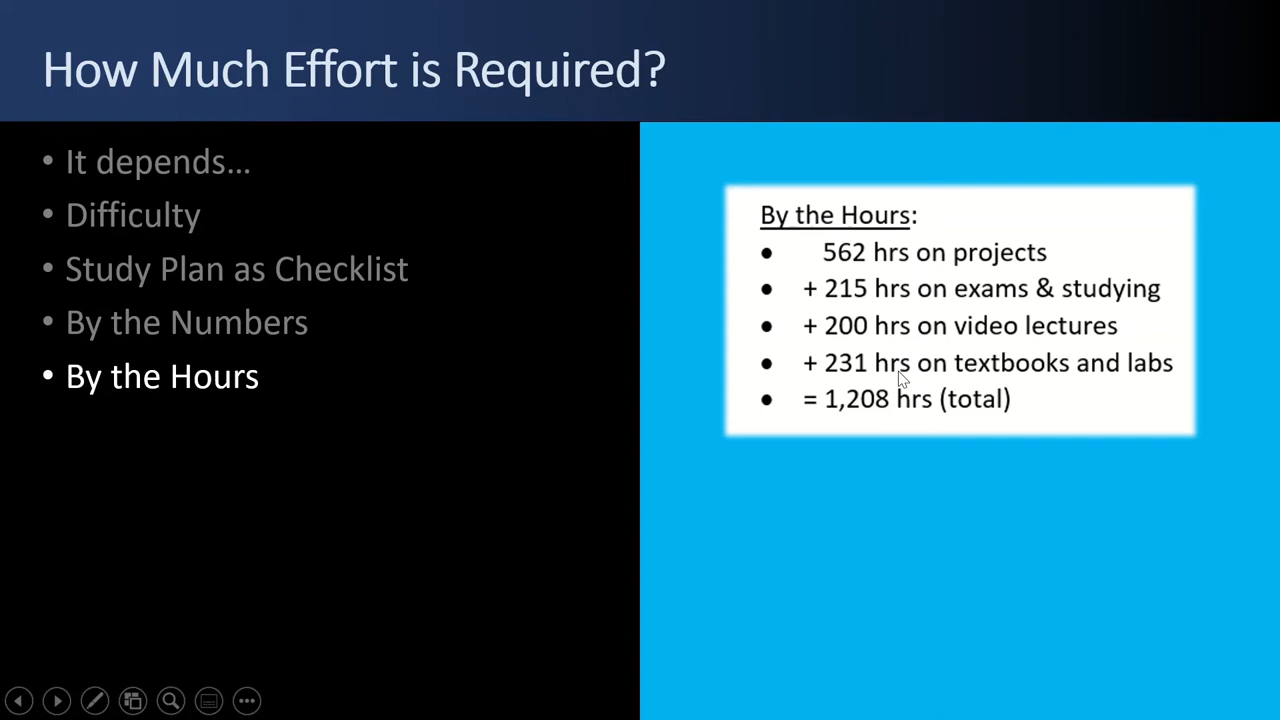 How Much Effort is Required?
• It depends...
• Difficulty
• Study Plan as Checklist
• By the Numbers
• By the Hours
By the Hours:
• 562 hrs on projects
• + 215 hrs on exams & studying
• + 200 hrs on video lectures
• + 231 hrs on textbooks and labs
• = 1,208 hrs (total)